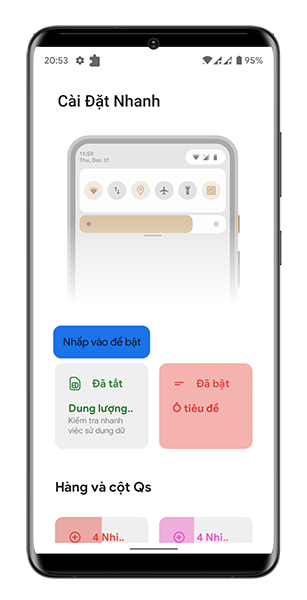 20:53
95%
Cài Đặt Nhanh
11:59
Thu, Dec 31
Nhấp vào để bật
Đã tắt
Dung lượng..
Kiểm tra nhanh
việc sử dụng dữ
Đã bật
Ô tiêu đề
Hàng và cột Qs
4 Nhi..
4 Nhi..